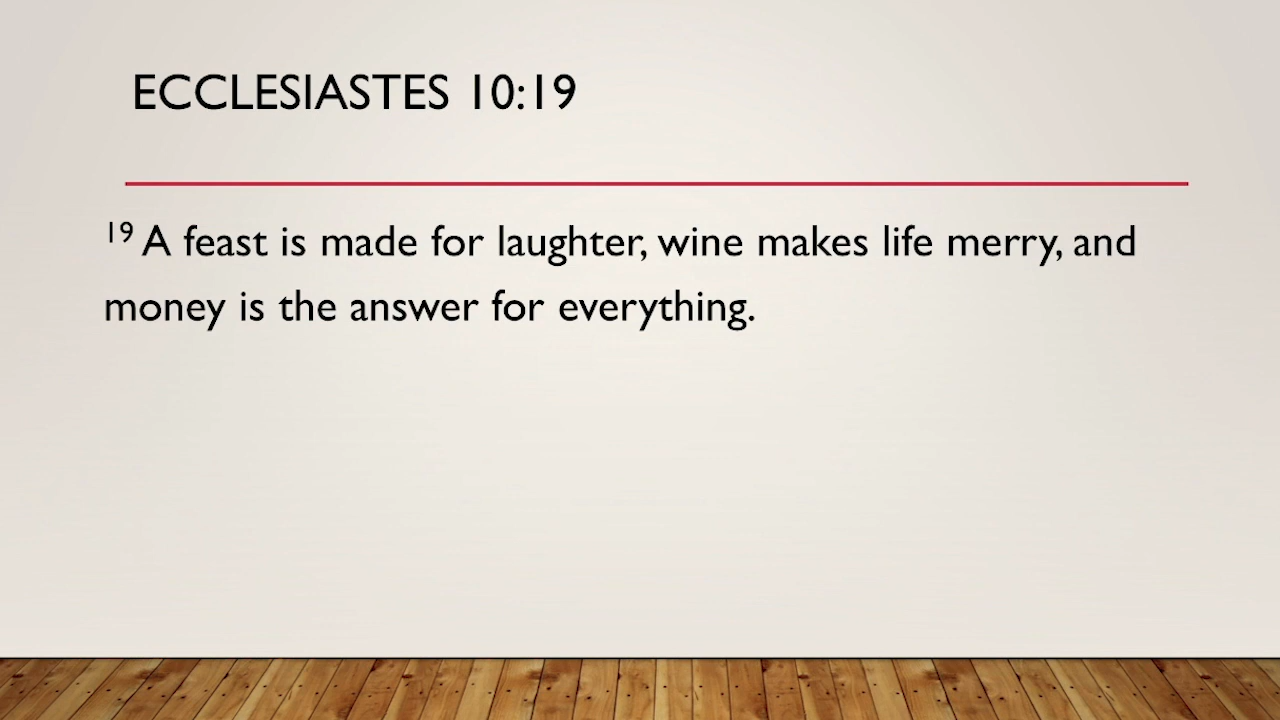 ECCLESIASTES 10:19
19 A feast is made for laughter, wine makes life merry, and
money is the answer for everything.